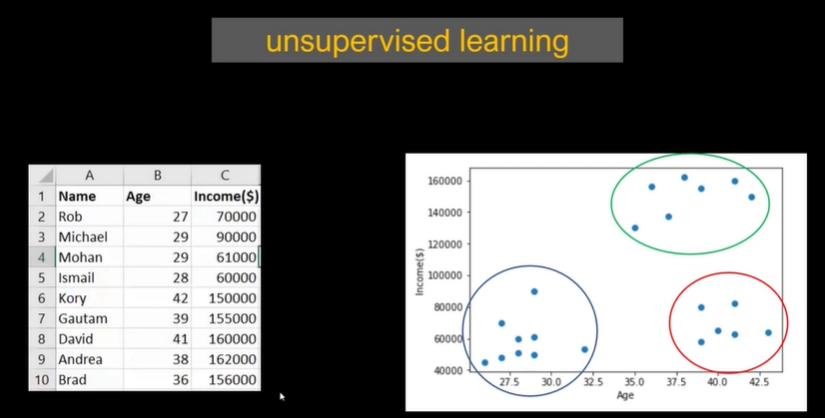 unsupervised learning
A B C
1 Name Age Income($)
2 Rob 27 70000
3 Michael 29 90000
4 Mohan 29 61000
5 Ismail 28 60000
6 Kory 42 150000
7 Gautam 39 155000
8 David 41 160000
9 Andrea 38 162000
10 Brad 36 156000
160000
140000
120000
100000
80000
60000
40000
Income($)
27.5 30.0 32.5 35.0 37.5 40.0 42.5
Age